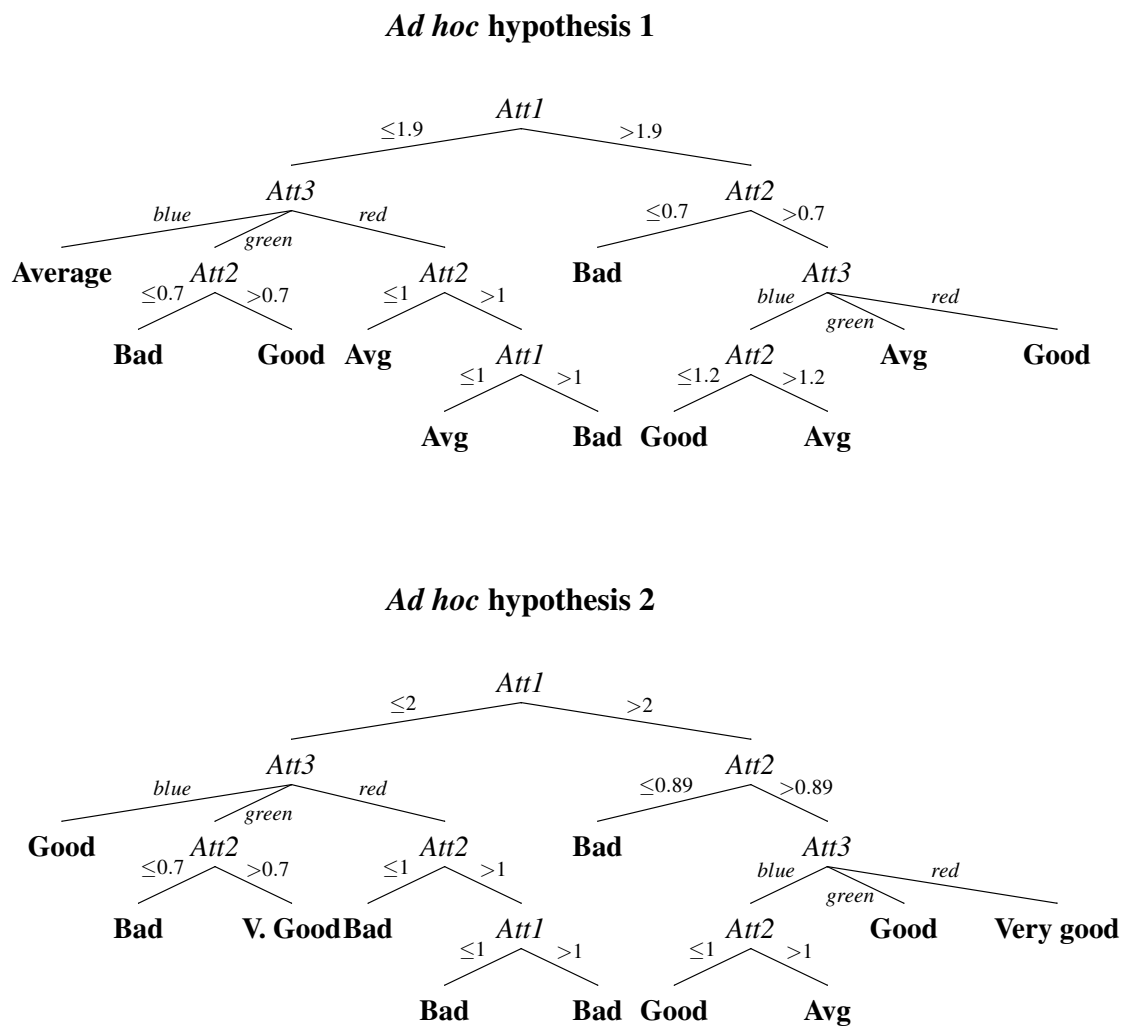 Ad hoc hypothesis 1
Att1
≤1.9 >1.9
Att3 Att2
blue green red ≤0.7 >0.7
Average Att2 Att2 Bad Att3
≤0.7 >0.7 ≤1 >1 blue green red
Bad Good Avg Att1 Att2 Avg Good
≤1 >1 ≤1.2 >1.2
Avg Bad Good Avg
Ad hoc hypothesis 2
Att1
≤2 >2
Att3 Att2
blue green red ≤0.89 >0.89
Good Att2 Att2 Bad Att3
≤0.7 >0.7 ≤1 >1 blue green red
Bad V. Good Bad Att1 Att2 Good Very good
≤1 >1 ≤1 >1
Bad Bad Good Avg